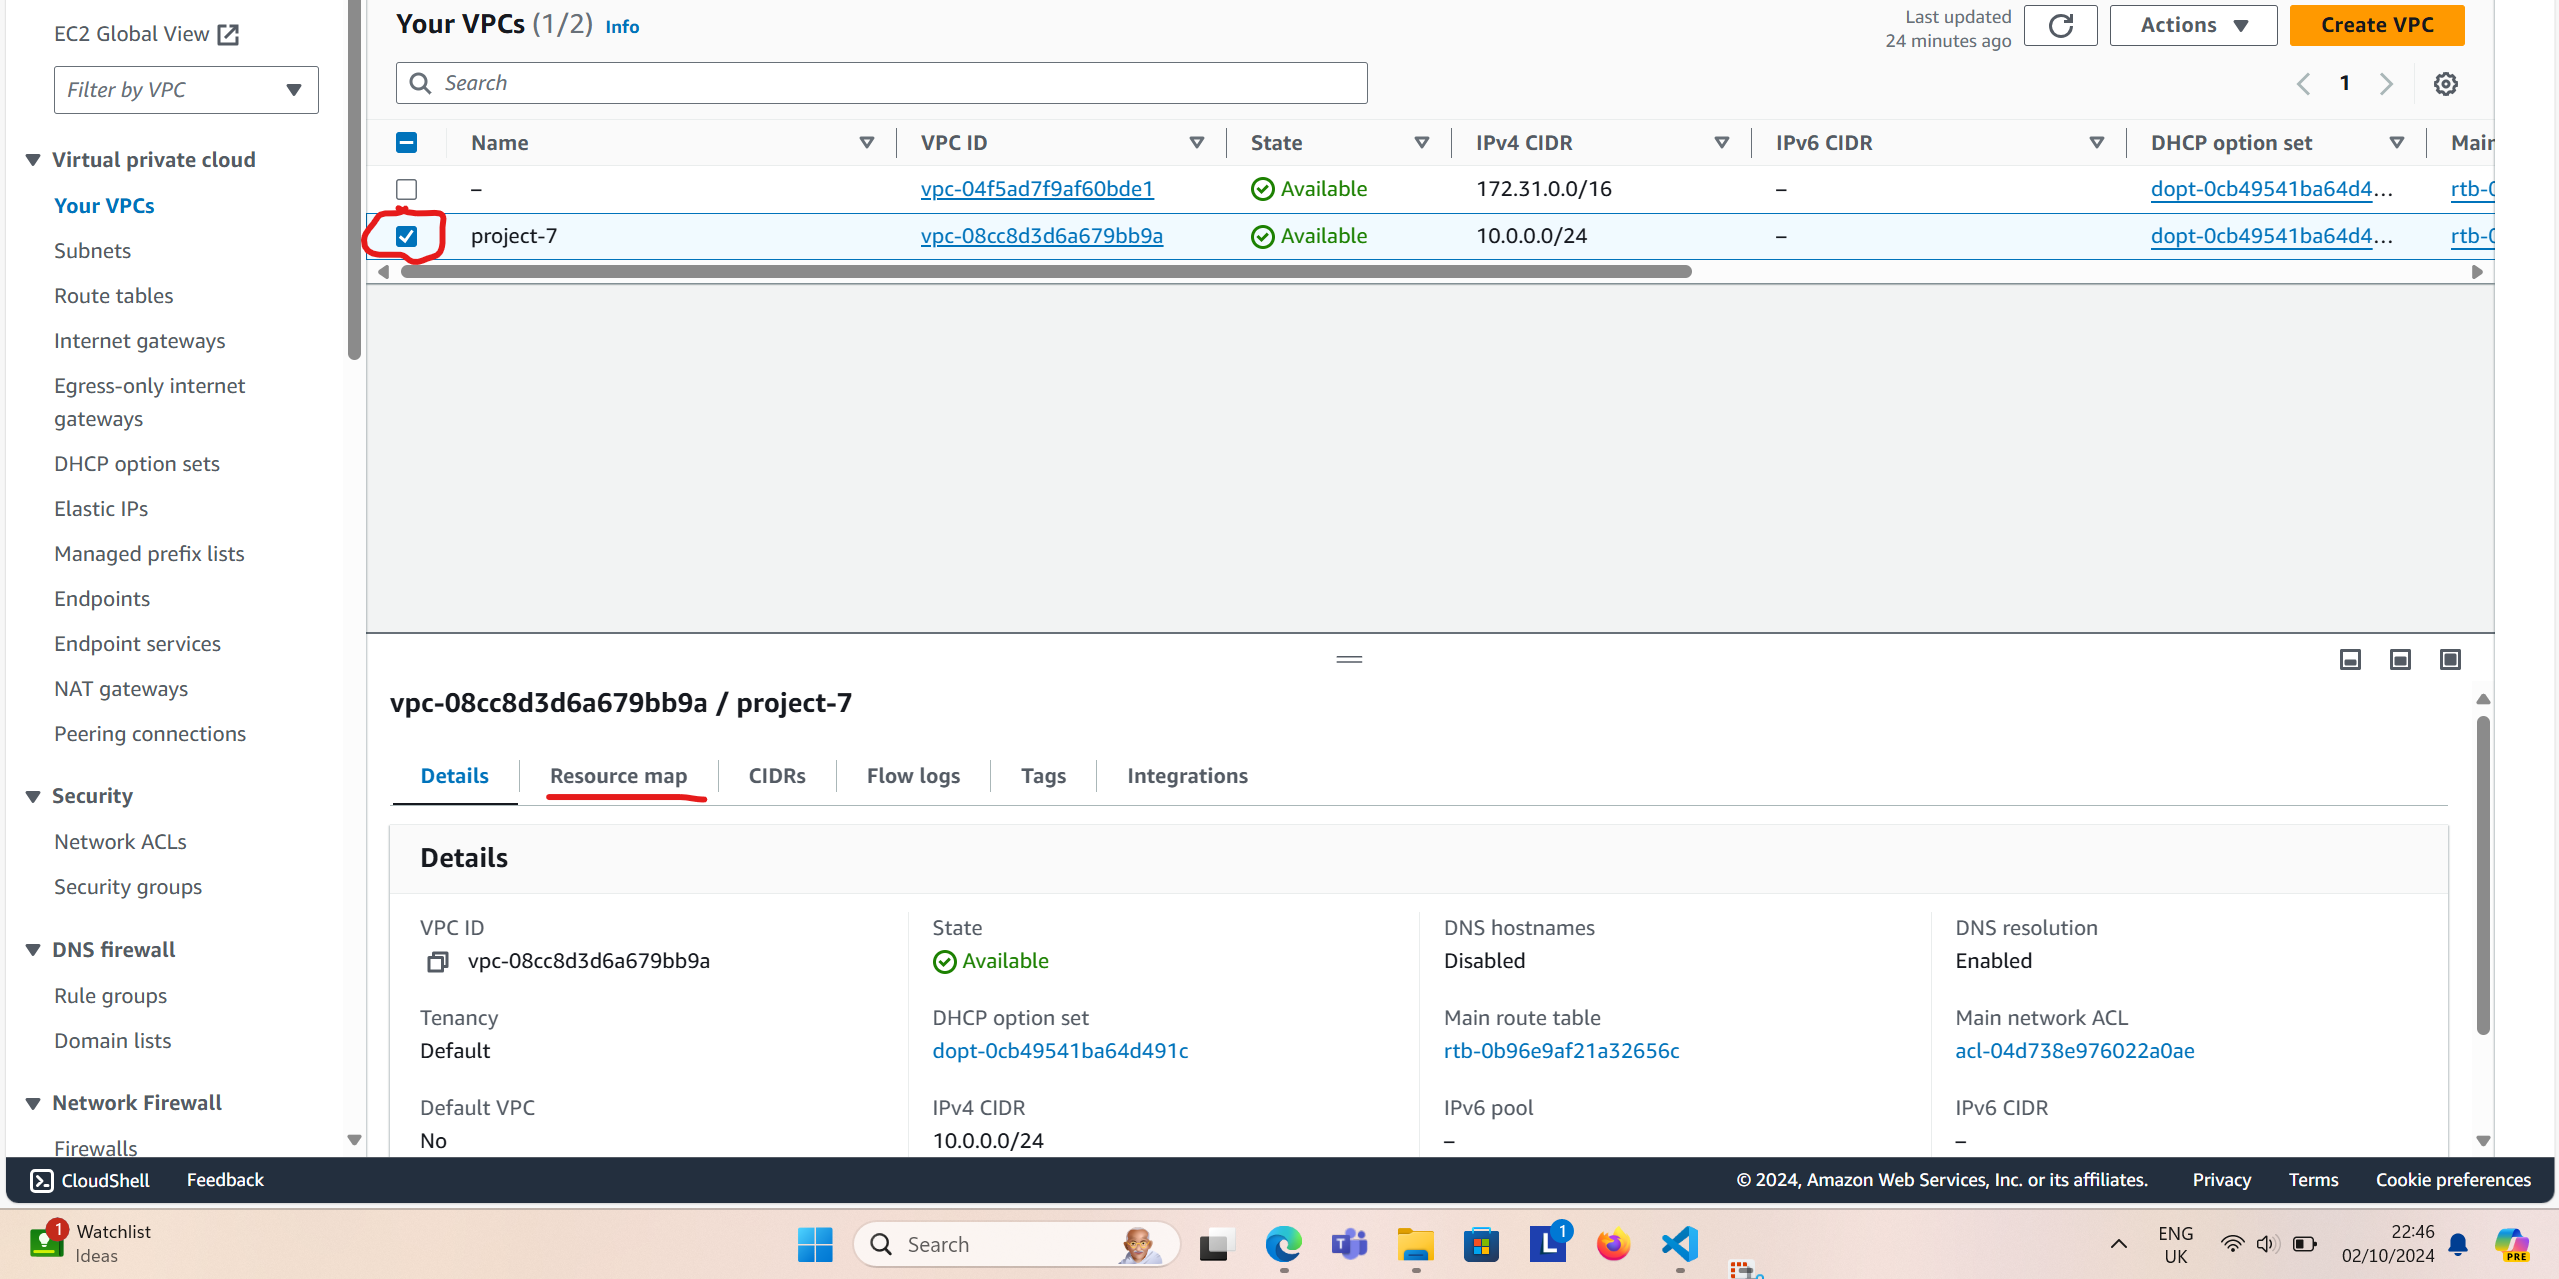 EC2 Global View
Filter by VPC
Virtual private cloud
Your VPCs
Subnets
Route tables
Internet gateways
Egress-only internet
gateways
DHCP option sets
Elastic IPs
Managed prefix lists
Endpoints
Endpoint services
NAT gateways
Peering connections
Security
Network ACLs
Security groups
DNS firewall
Rule groups
Domain lists
Network Firewall
Firewalls
Your VPCs (1/2) Info
Last updated
24 minutes ago
Actions
Create VPC
Search
1
Name VPC ID State IPv4 CIDR IPv6 CIDR DHCP option set Main
– vpc-04f5ad7f9af60bde1 Available 172.31.0.0/16 – dopt-0cb49541ba64d4… rtb-0
project-7 vpc-08cc8d3d6a679bb9a Available 10.0.0.0/24 – dopt-0cb49541ba64d4… rtb-0
vpc-08cc8d3d6a679bb9a / project-7
Details Resource map CIDRs Flow logs Tags Integrations
Details
VPC ID State DNS hostnames DNS resolution
vpc-08cc8d3d6a679bb9a Available Disabled Enabled
Tenancy DHCP option set Main route table Main network ACL
Default dopt-0cb49541ba64d491c rtb-0b96e9af21a32656c acl-04d738e976022a0ae
Default VPC IPv4 CIDR IPv6 pool IPv6 CIDR
No 10.0.0.0/24 – –
CloudShell Feedback © 2024, Amazon Web Services, Inc. or its affiliates. Privacy Terms Cookie preferences
1
Watchlist
Ideas
Search
T
L
1
ENG
UK
22:46
02/10/2024
PRE